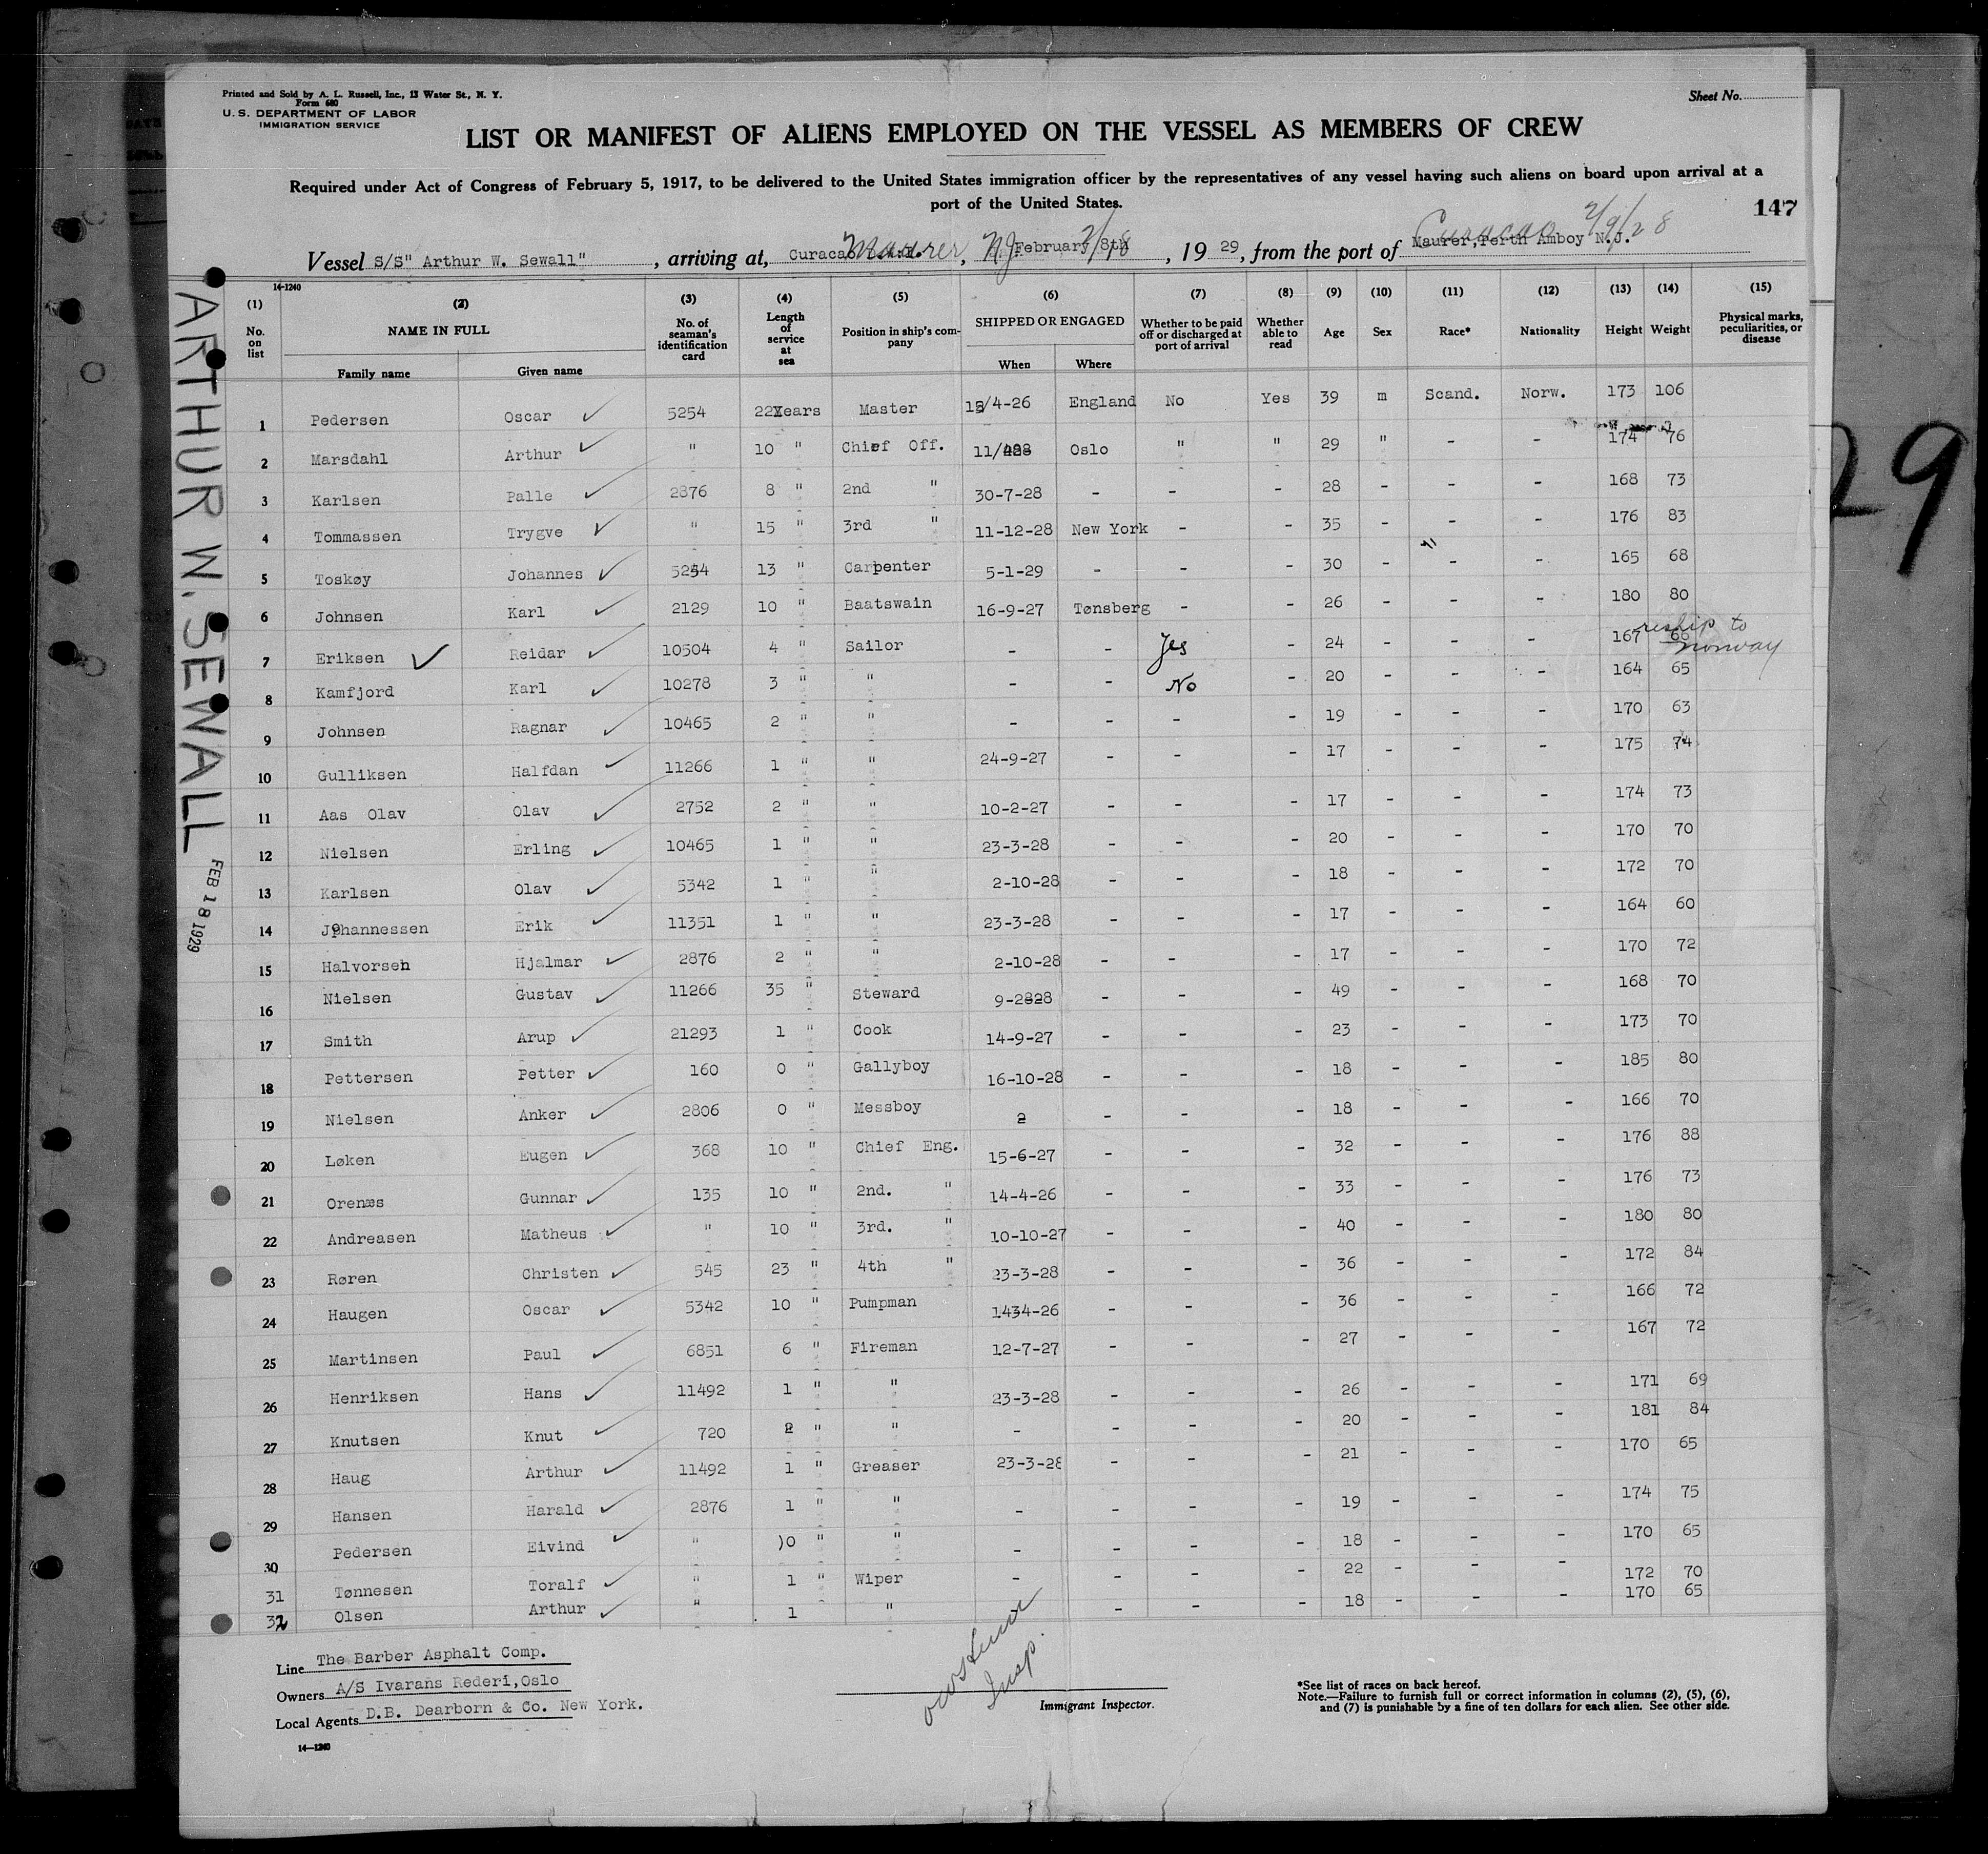 Printed and Sold by A. L. Russell, Inc., 13 Water St., N. Y.
Form 680
U. S. DEPARTMENT OF LABOR
IMMIGRATION SERVICE
Sheet No.
LIST OR MANIFEST OF ALIENS EMPLOYED ON THE VESSEL AS MEMBERS OF CREW
Required under Act of Congress of February 5, 1917, to be delivered to the United States immigration officer by the representatives of any vessel having such aliens on board upon arrival at a
port of the United States.
147
Curacao 2/9/28
Vessel S/S" Arthur W. Sewall" , arriving at, Curacao Maurer , N.J. February 8th 2/18 , 19 29, from the port of Maurer, Perth Amboy N.J.
14-1240
(1) (2) (3) (4) (5) (6) (7) (8) (9) (10) (11) (12) (13) (14) (15)
No. on list NAME IN FULL No. of seaman's identification card Length of service at sea Position in ship's company SHIPPED OR ENGAGED Whether to be paid off or discharged at port of arrival Whether able to read Age Sex Race* Nationality Height Weight Physical marks, peculiarities, or disease
Family name Given name When Where
1 Pedersen Oscar 5254 22 Years Master /4-26 England No Yes 39 m Scand. Norw. 173 106
2 Marsdahl Arthur " 10 " Chief Off. 11/ Oslo " " 29 " - - 174 76
3 Karlsen Palle 2876 8 " 2nd " 30-7-28 - - - 28 - - - 168 73
4 Tommassen Trygve " 15 " 3rd " 11-12-28 New York - - 35 - - - 176 83
5 Toskøy Johannes 5254 13 " Carpenter 5-1-29 - - - 30 - " - 165 68
6 Johnsen Karl 2129 10 " Baatswain 16-9-27 Tønsberg - - 26 - - - 180 80
7 Eriksen Reidar 10504 4 " Sailor - - Yes - 24 - - - 167 66 reship to Norway
8 Kamfjord Karl 10278 3 " " - - No - 20 - - - 164 65
9 Johnsen Ragnar 10465 2 " " - - - - 19 - - - 170 63
10 Gulliksen Halfdan 11266 1 " " 24-9-27 - - - 17 - - - 175 74
11 Aas Olav Olav 2752 2 " " 10-2-27 - - - 17 - - - 174 73
12 Nielsen Erling 10465 1 " " 23-3-28 - - - 20 - - - 170 70
13 Karlsen Olav 5342 1 " " 2-10-28 - - - 18 - - - 172 70
14 Johannessen Erik 11351 1 " " 23-3-28 - - - 17 - - - 164 60
15 Halvorsen Hjalmar 2876 2 " " 2-10-28 - - - 17 - - - 170 72
16 Nielsen Gustav 11266 35 " Steward 9-2828 - - - 49 - - - 168 70
17 Smith Arup 21293 1 " Cook 14-9-27 - - - 23 - - - 173 70
18 Pettersen Petter 160 0 " Gallyboy 16-10-28 - - - 18 - - - 185 80
19 Nielsen Anker 2806 0 " Messboy 2 - - - 18 - - - 166 70
20 Løken Eugen 368 10 " Chief Eng. 15-6-27 - - - 32 - - - 176 88
21 Orenæs Gunnar 135 10 " 2nd. " 14-4-26 - - - 33 - - - 176 73
22 Andreasen Matheus " 10 " 3rd. " 10-10-27 - - - 40 - - - 180 80
23 Røren Christen 545 23 " 4th " 23-3-28 - - - 36 - - - 172 84
24 Haugen Oscar 5342 10 " Pumpman 1434-26 - - - 36 - - - 166 72
25 Martinsen Paul 6851 6 " Fireman 12-7-27 - - - 27 - - - 167 72
26 Henriksen Hans 11492 1 " " 23-3-28 - - - 26 - - - 171 69
27 Knutsen Knut 720 2 " " - - - - 20 - - - 181 84
28 Haug Arthur 11492 1 " Greaser 23-3-28 - - - 21 - - - 170 65
29 Hansen Harald 2876 1 " " - - - - 19 - - - 174 75
30 Pedersen Eivind " )0 " " - - - - 18 - - - 170 65
31 Tønnesen Toralf " 1 " Wiper - - - - 22 - - - 172 70
32 Olsen Arthur " 1 " - - - 18 - - - 170 65
Line The Barber Asphalt Comp.
Owners A/S Ivarans Rederi, Oslo
Local Agents D.B. Dearborn & Co. New York.
14—1240
Insp.
Immigrant Inspector.
*See list of races on back hereof.
Note.—Failure to furnish full or correct information in columns (2), (5), (6),
and (7) is punishable by a fine of ten dollars for each alien. See other side.
ARTHUR W. SEWALL
FEB 18 1929
29